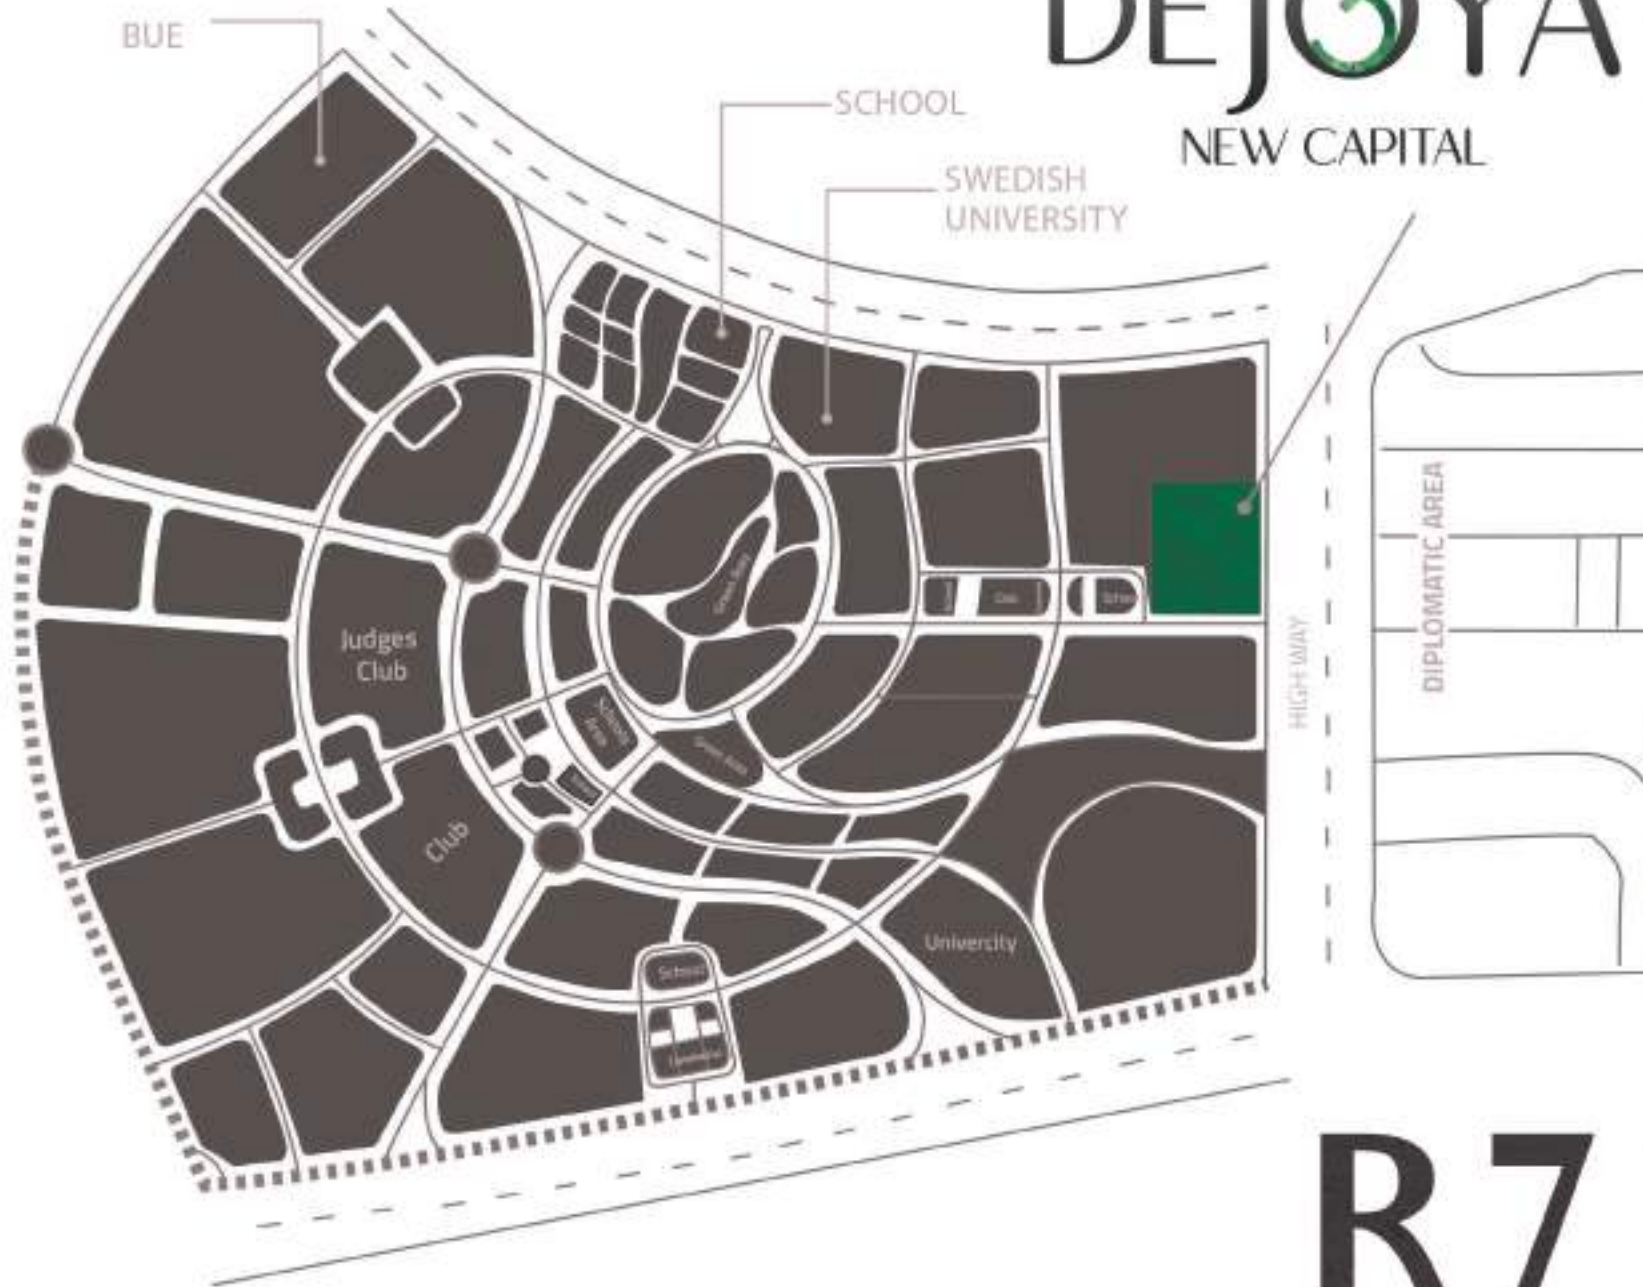 DEJOYA
NEW CAPITAL
BUE
SCHOOL
SWEDISH
UNIVERSITY
DIPLOMATIC AREA
HIGH WAY
Judges
Club
Club
Univercity
School
R7